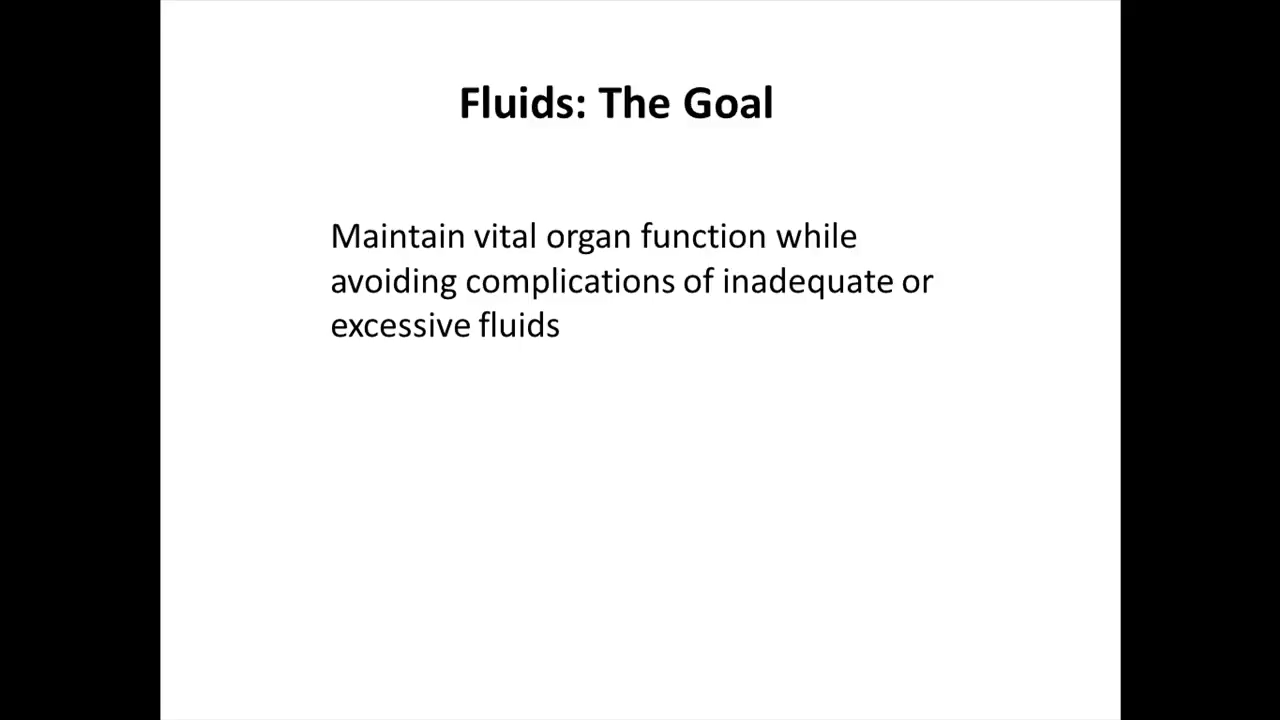 Fluids: The Goal
Maintain vital organ function while
avoiding complications of inadequate or
excessive fluids